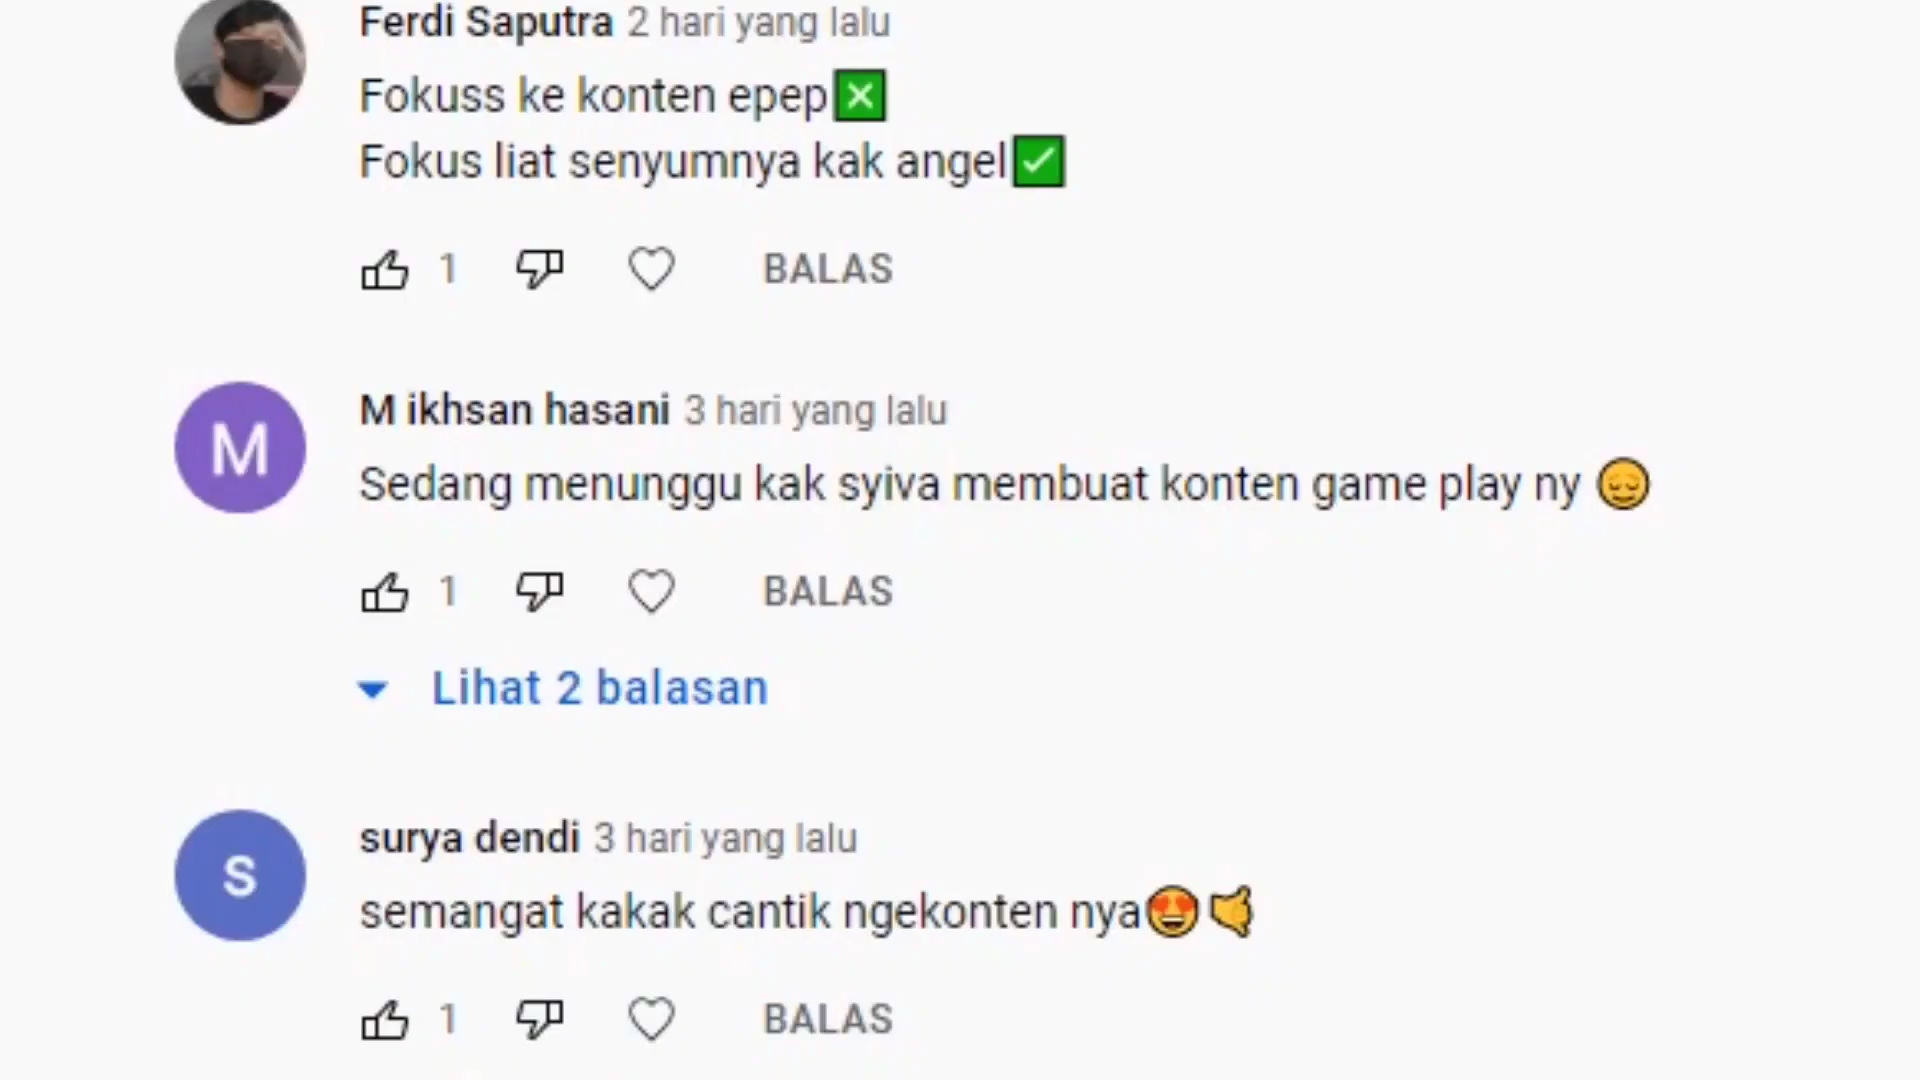 Ferdi Saputra 2 hari yang lalu
Fokuss ke konten epep❎
Fokus liat senyumnya kak angel✅
1 BALAS
M
M ikhsan hasani 3 hari yang lalu
Sedang menunggu kak syiva membuat konten game play ny 😔
1 BALAS
Lihat 2 balasan
s
surya dendi 3 hari yang lalu
semangat kakak cantik ngekonten nya😍🤙
1 BALAS